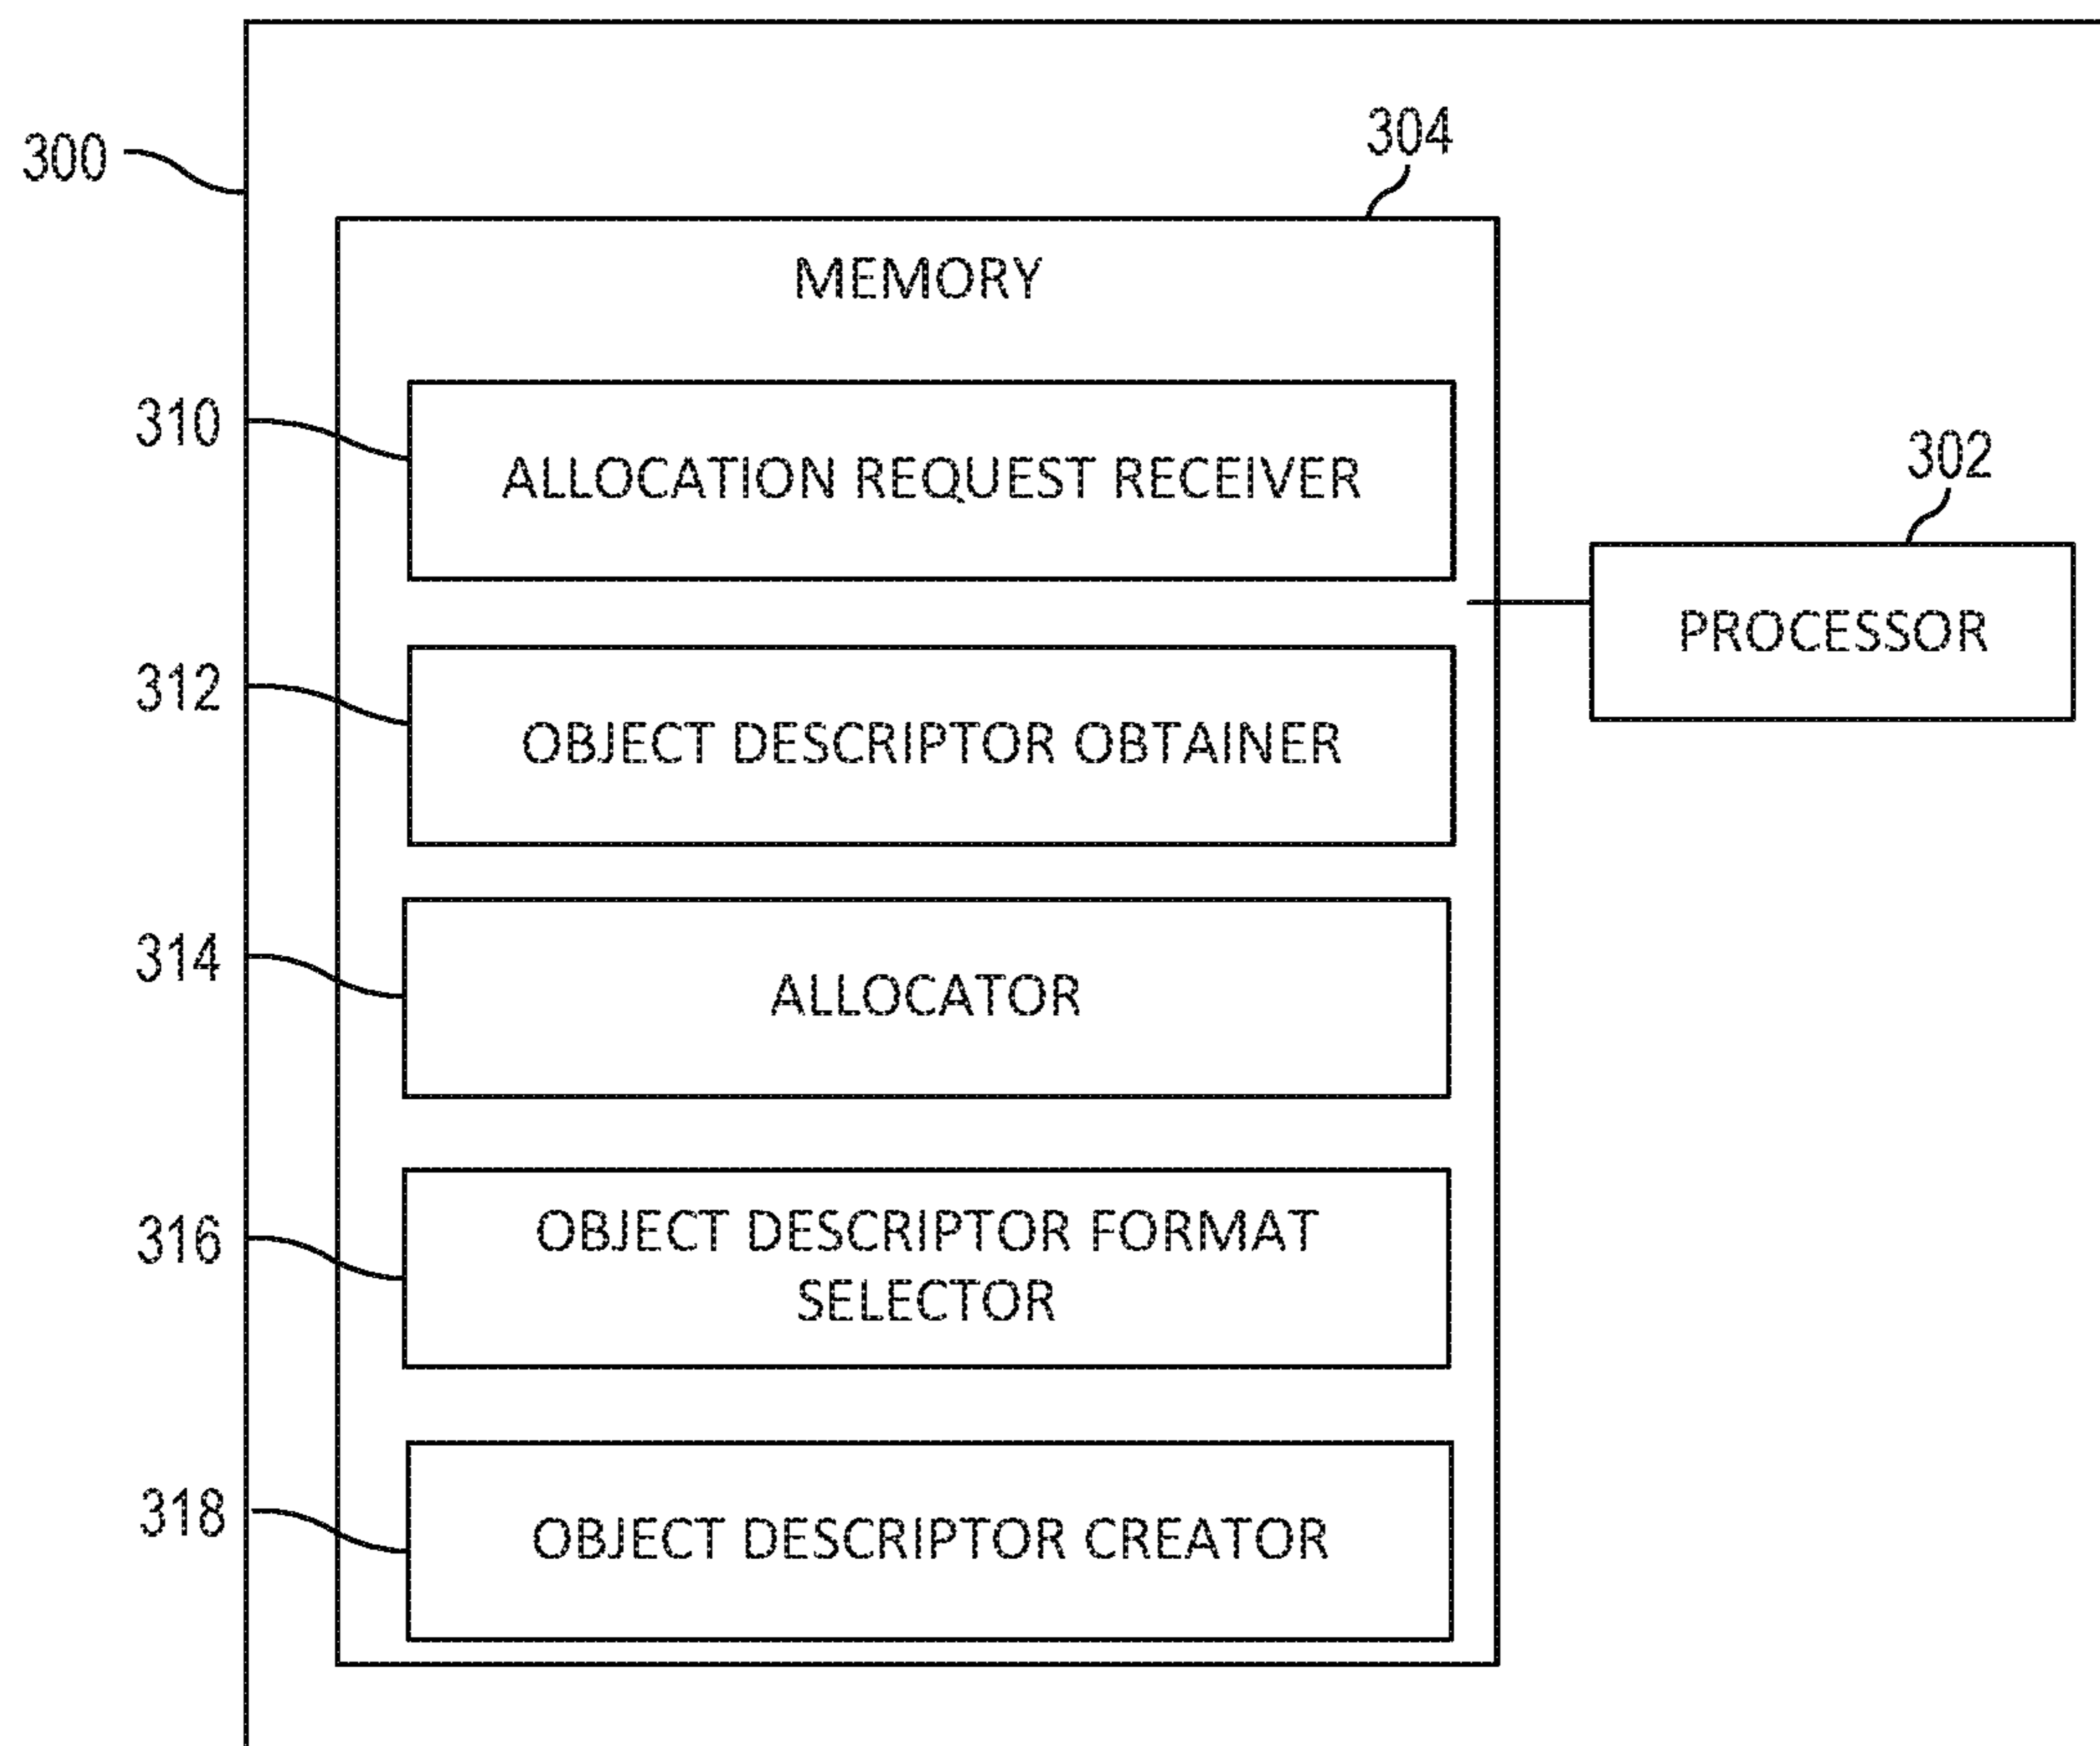 304
300
MEMORY
310
ALLOCATION REQUEST RECEIVER
302
PROCESSOR
312
OBJECT DESCRIPTOR OBTAINER
314
ALLOCATOR
316
OBJECT DESCRIPTOR FORMAT
SELECTOR
318
OBJECT DESCRIPTOR CREATOR